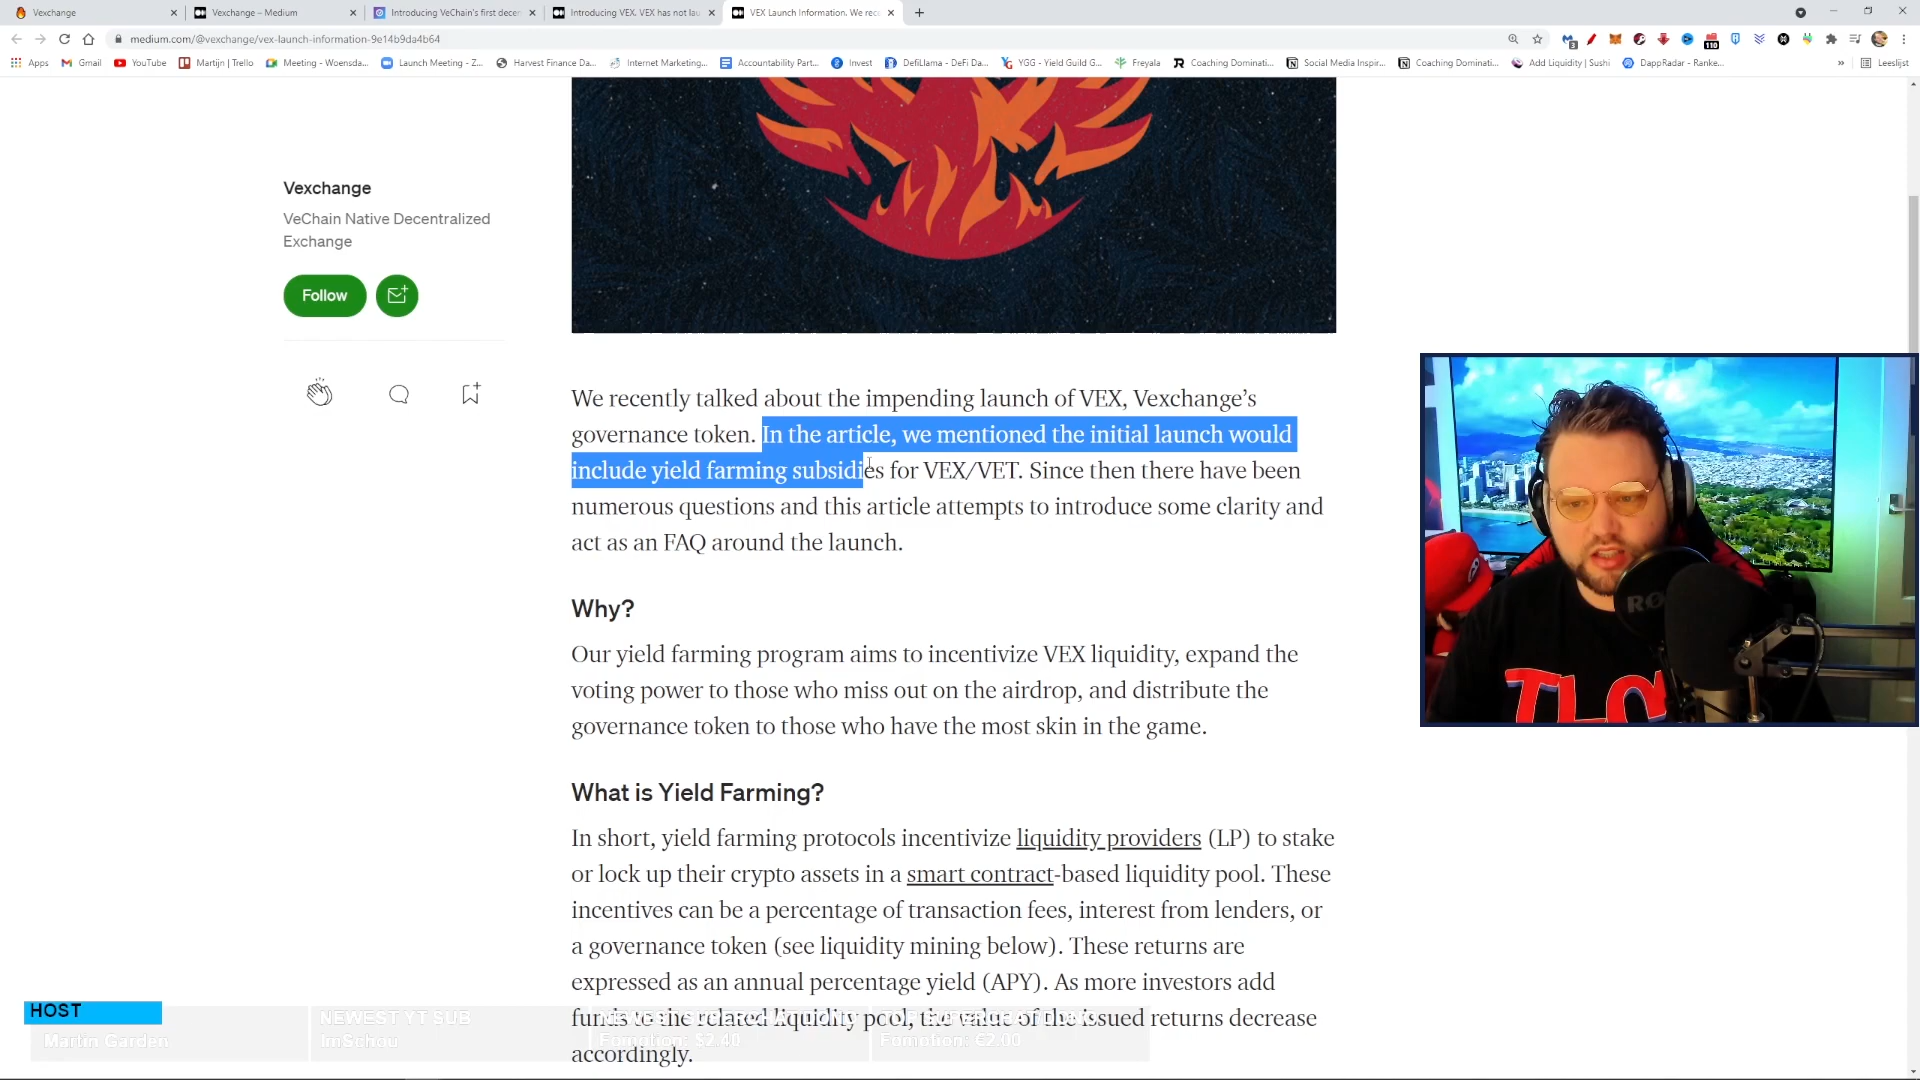 Vexchange
Vexchange – Medium
Introducing VeChain's first decen
Introducing VEX. VEX has not lau
VEX Launch Information. We rece
medium.com/@vexchange/vex-launch-information-9e14b9da4b64
Apps
Gmail
YouTube
Martijn | Trello
Meeting - Woensda...
Launch Meeting - Z...
Harvest Finance Da...
Internet Marketing...
Accountability Part...
Invest
DefiLlama - DeFi Da...
YGG - Yield Guild G...
Freyala
Coaching Dominati...
Social Media Inspir...
Coaching Dominati...
Add Liquidity | Sushi
DappRadar - Ranke...
»
Leeslijst
3
110
Vexchange
VeChain Native Decentralized
Exchange
Follow
We recently talked about the impending launch of VEX, Vexchange’s
governance token. In the article, we mentioned the initial launch would
include yield farming subsidies for VEX/VET. Since then there have been
numerous questions and this article attempts to introduce some clarity and
act as an FAQ around the launch.
Why?
Our yield farming program aims to incentivize VEX liquidity, expand the
voting power to those who miss out on the airdrop, and distribute the
governance token to those who have the most skin in the game.
What is Yield Farming?
In short, yield farming protocols incentivize liquidity providers (LP) to stake
or lock up their crypto assets in a smart contract-based liquidity pool. These
incentives can be a percentage of transaction fees, interest from lenders, or
a governance token (see liquidity mining below). These returns are
expressed as an annual percentage yield (APY). As more investors add
funds to the related liquidity pool, the value of the issued returns decrease
accordingly.
HOST
Martin Garden
NEWEST YT SUB
ImSchou
Fomotion: $2.40
Fomotion: €2.00
RØ